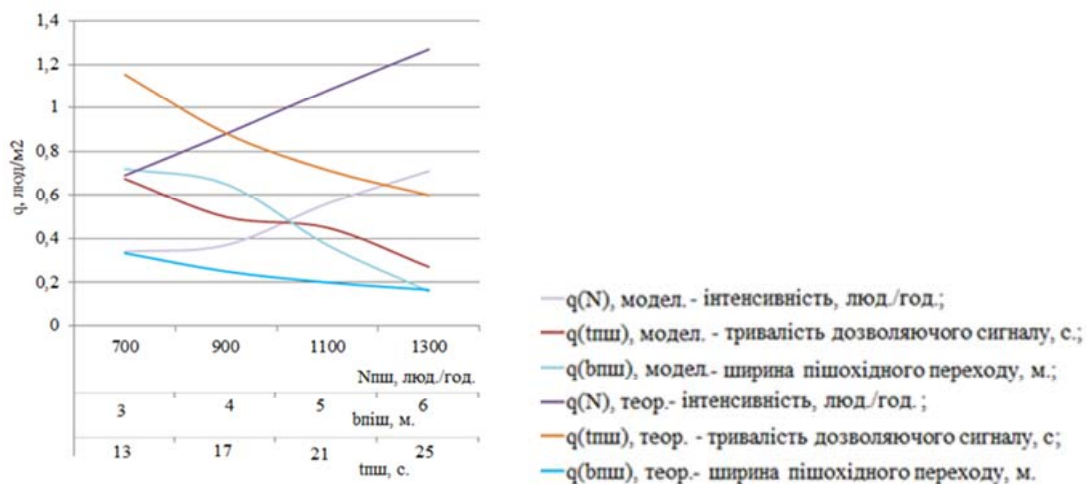 1,4
1,2
1
0,8
0,6
0,4
0,2
0
q, люд/м2
700 900 1100 1300
Nпш, люд./год.
3 4 5 6
bпіш, м.
13 17 21 25
tпш, с.
q(N), модел. - інтенсивність, люд./год.;
q(tпш), модел. - тривалість дозволяючого сигналу, с.;
q(bпш), модел.- ширина пішохідного переходу, м.;
q(N), теор.- інтенсивність, люд./год. ;
q(tпш), теор. - тривалість дозволяючого сигналу, с;
q(bпш), теор.- ширина пішохідного переходу, м.